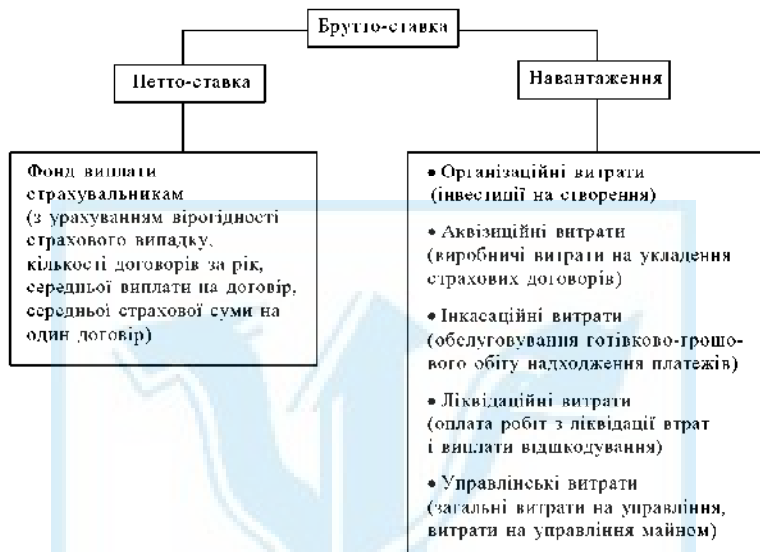 Брутто-ставка
Нетто-ставка
Навантаження
Фонд виплати
страхувальникам
(з урахуванням вірогідності
страхового випадку,
кількості договорів за рік,
середньої виплати на договір,
середньої страхової суми на
один договір)
• Організаційні витрати
(інвестиції на створення)
• Аквізиційні витрати
(виробничі витрати на укладення
страхових договорів)
• Інкасаційні витрати
(обслуговування готівково-грошо-
вого обігу надходження платежів)
• Ліквідаційні витрати
(оплата робіт з ліквідації втрат
і виплати відшкодування)
• Управлінські витрати
(загальні витрати на управління,
витрати на управління майном)